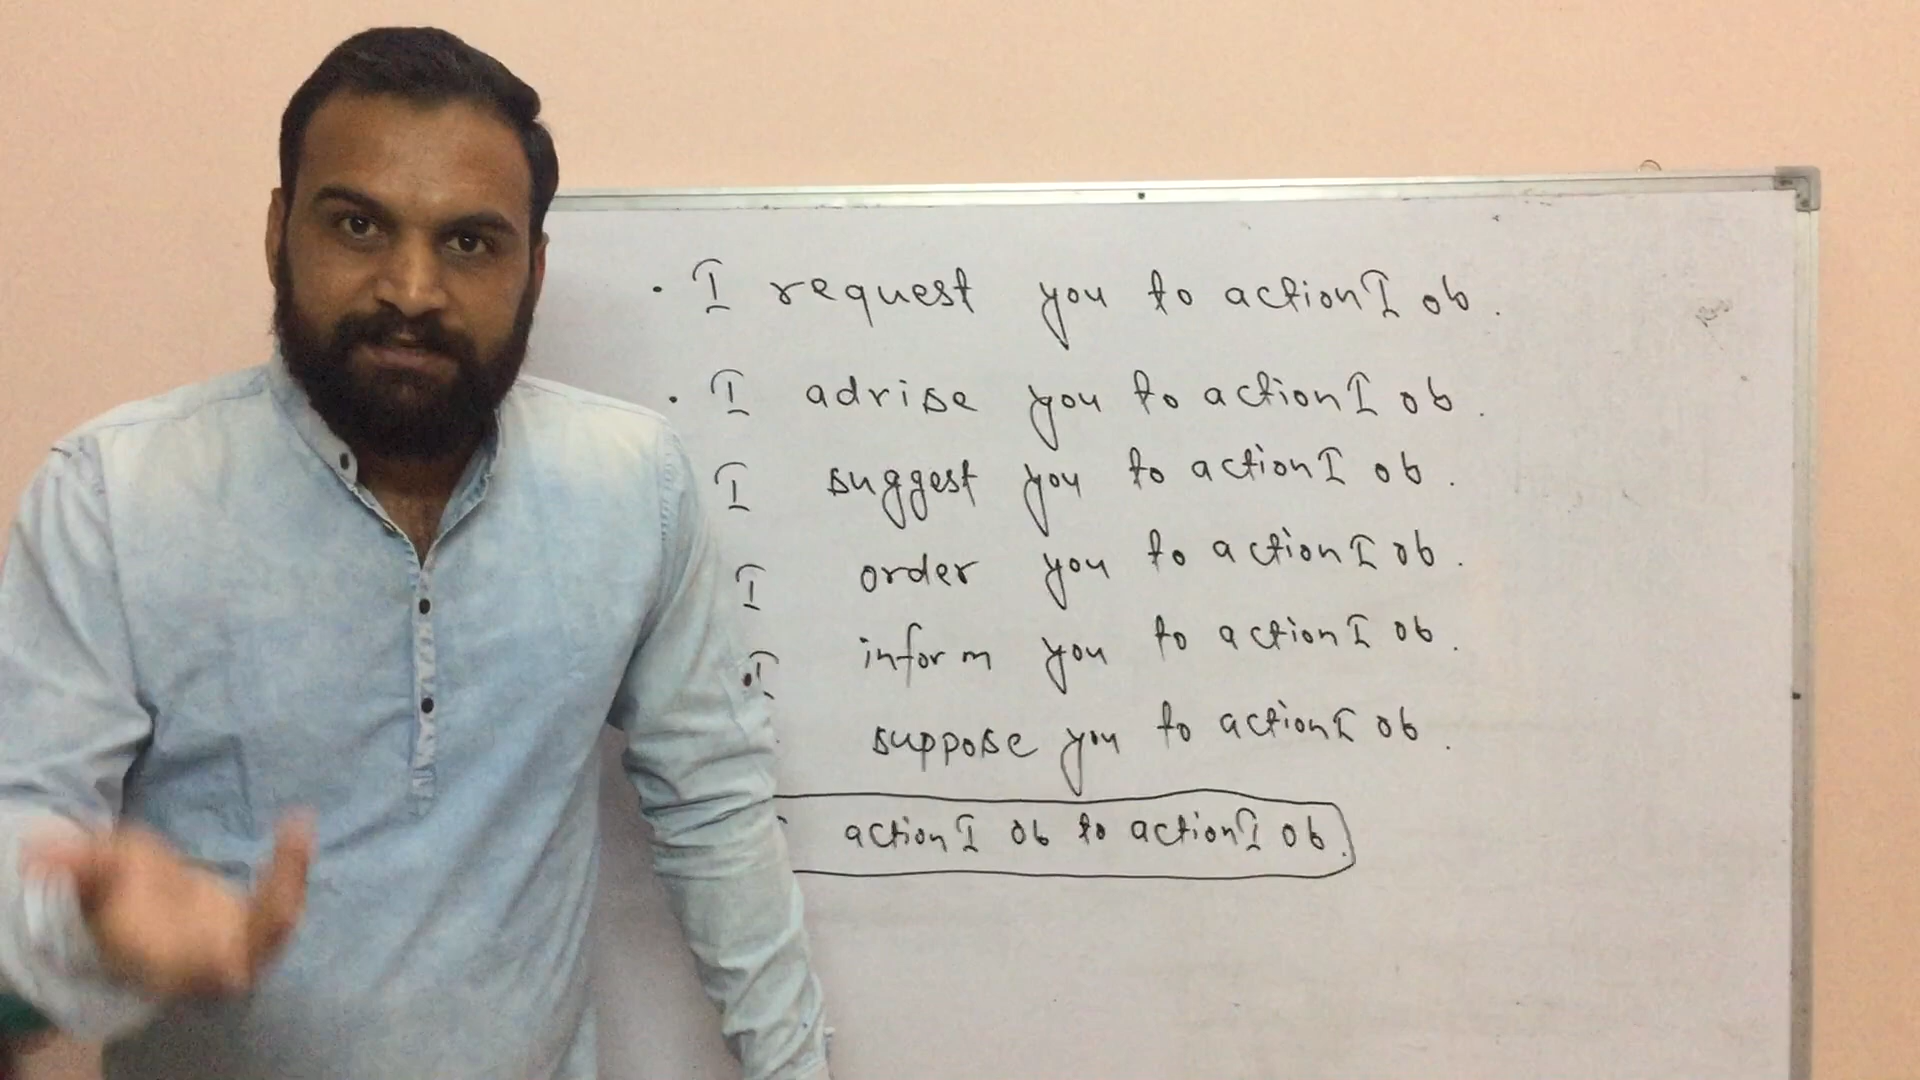 . I request you to action I ob.
. I advise you to action I ob.
I suggest you to action I ob.
I order you to action I ob.
I inform you to action I ob.
suppose you to action I ob.
action I ob to action I ob.